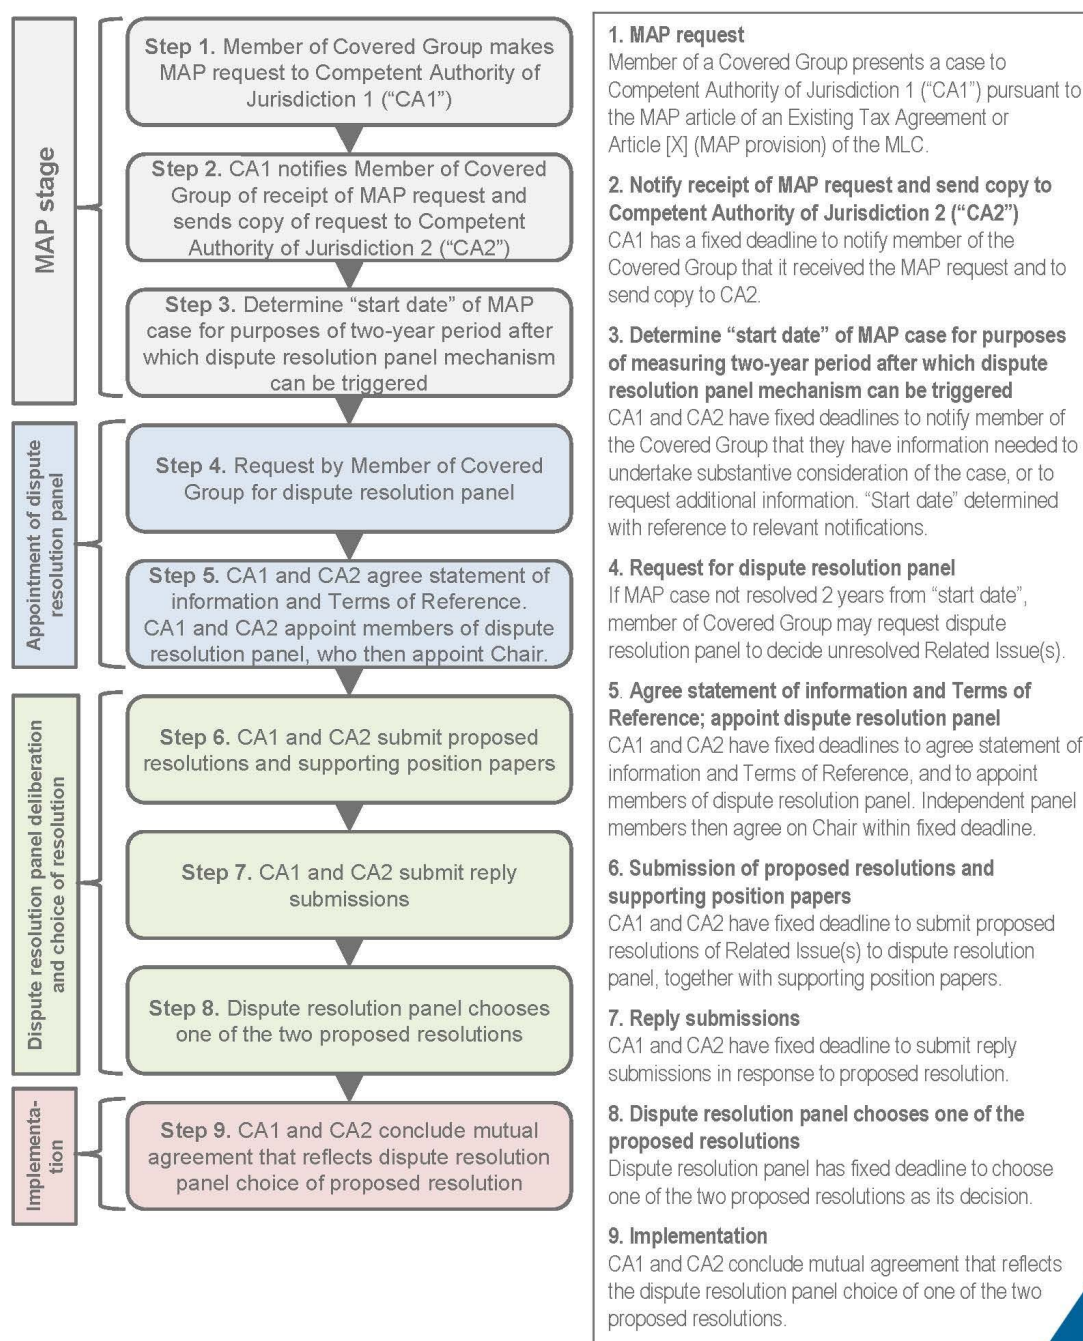 MAP stage
Step 1. Member of Covered Group makes
MAP request to Competent Authority of
Jurisdiction 1 (“CA1”)
Step 2. CA1 notifies Member of Covered
Group of receipt of MAP request and
sends copy of request to Competent
Authority of Jurisdiction 2 (“CA2”)
Step 3. Determine “start date” of MAP
case for purposes of two-year period after
which dispute resolution panel mechanism
can be triggered
Appointment of dispute
resolution panel
Step 4. Request by Member of Covered
Group for dispute resolution panel
Step 5. CA1 and CA2 agree statement of
information and Terms of Reference.
CA1 and CA2 appoint members of dispute
resolution panel, who then appoint Chair.
Dispute resolution panel deliberation
and choice of resolution
Step 6. CA1 and CA2 submit proposed
resolutions and supporting position papers
Step 7. CA1 and CA2 submit reply
submissions
Step 8. Dispute resolution panel chooses
one of the two proposed resolutions
Implementa-
tion
Step 9. CA1 and CA2 conclude mutual
agreement that reflects dispute resolution
panel choice of proposed resolution
1. MAP request
Member of a Covered Group presents a case to
Competent Authority of Jurisdiction 1 (“CA1”) pursuant to
the MAP article of an Existing Tax Agreement or
Article [X] (MAP provision) of the MLC.
2. Notify receipt of MAP request and send copy to
Competent Authority of Jurisdiction 2 (“CA2”)
CA1 has a fixed deadline to notify member of the
Covered Group that it received the MAP request and to
send copy to CA2.
3. Determine “start date” of MAP case for purposes
of measuring two-year period after which dispute
resolution panel mechanism can be triggered
CA1 and CA2 have fixed deadlines to notify member of
the Covered Group that they have information needed to
undertake substantive consideration of the case, or to
request additional information. “Start date” determined
with reference to relevant notifications.
4. Request for dispute resolution panel
If MAP case not resolved 2 years from “start date”,
member of Covered Group may request dispute
resolution panel to decide unresolved Related Issue(s).
5. Agree statement of information and Terms of
Reference; appoint dispute resolution panel
CA1 and CA2 have fixed deadlines to agree statement of
information and Terms of Reference, and to appoint
members of dispute resolution panel. Independent panel
members then agree on Chair within fixed deadline.
6. Submission of proposed resolutions and
supporting position papers
CA1 and CA2 have fixed deadline to submit proposed
resolutions of Related Issue(s) to dispute resolution
panel, together with supporting position papers.
7. Reply submissions
CA1 and CA2 have fixed deadline to submit reply
submissions in response to proposed resolution.
8. Dispute resolution panel chooses one of the
proposed resolutions
Dispute resolution panel has fixed deadline to choose
one of the two proposed resolutions as its decision.
9. Implementation
CA1 and CA2 conclude mutual agreement that reflects
the dispute resolution panel choice of one of the two
proposed resolutions.